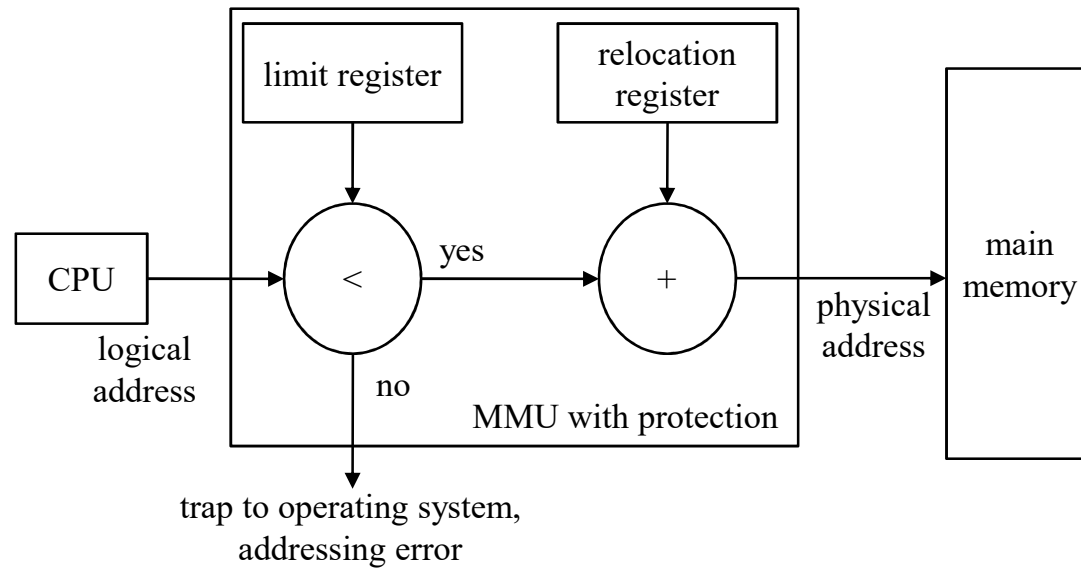 limit register
relocation
register
CPU
<
yes
+
main
memory
logical
address
physical
address
no
MMU with protection
trap to operating system,
addressing error